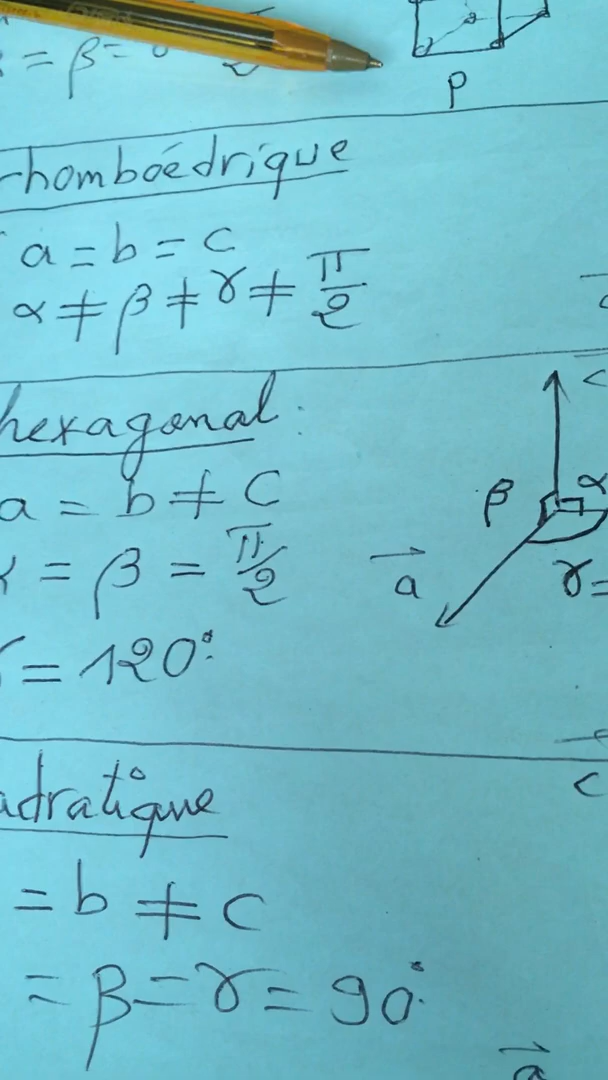 = β =
P
rhomboédrique
a = b = c
α ≠ β ≠ γ ≠ π/2
hexagonal.
a = b ≠ C
α = β = π/2
γ = 120°
c
β
α
a
γ =
adratique
= b ≠ c
= β = γ = 90°
c
a